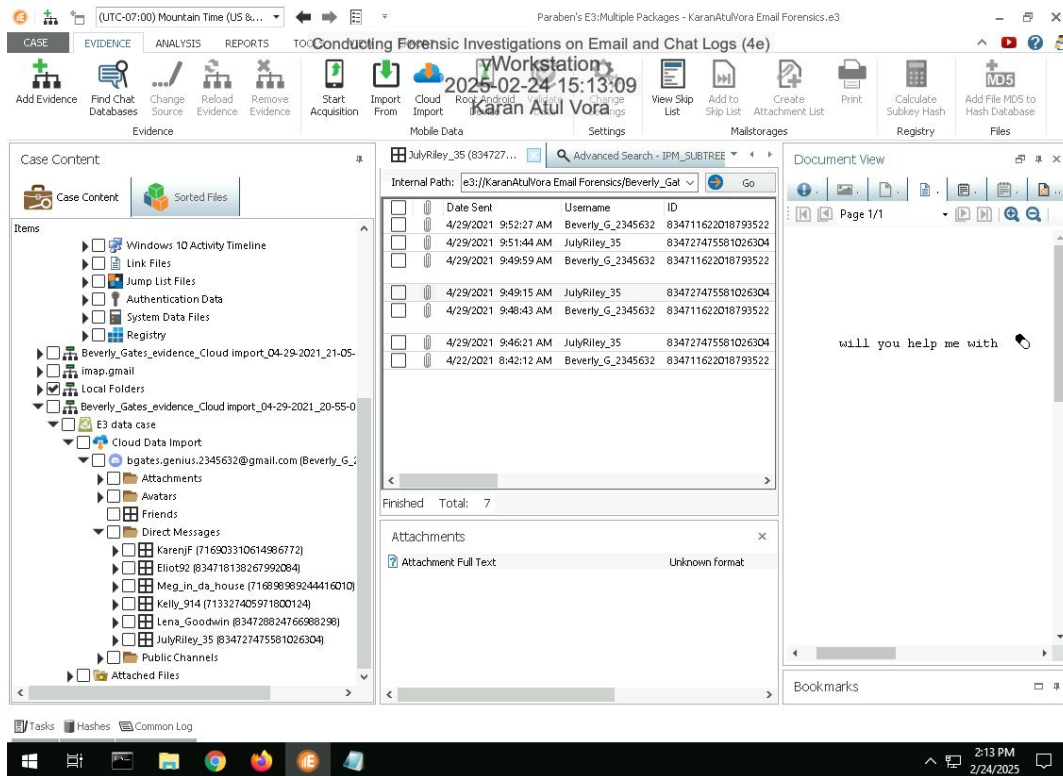 (UTC-07:00) Mountain Time (US &...
Paraben's E3:Multiple Packages - KaranAtulVora Email Forensics.e3
CASE EVIDENCE ANALYSIS REPORTS
Conducting Forensic Investigations on Email and Chat Logs (4e)
vWorkstation
2025-02-24 15:13:09
Karan Atul Vora
Add Evidence
Find Chat Databases
Change Source
Reload Evidence
Remove Evidence
Start Acquisition
Import From
Cloud Import
View Skip List
Add to Skip List
Create Attachment List
Print
Calculate Subkey Hash
Add File MD5 to Hash Database
MD5
Evidence
Mobile Data
Settings
Mailstorages
Registry
Files
Case Content
Case Content
Sorted Files
Items
Windows 10 Activity Timeline
Link Files
Jump List Files
Authentication Data
System Data Files
Registry
Beverly_Gates_evidence_Cloud import_04-29-2021_21-05-
imap.gmail
Local Folders
Beverly_Gates_evidence_Cloud import_04-29-2021_20-55-0
E3 data case
Cloud Data Import
bgates.genius.2345632@gmail.com (Beverly_G_2
Attachments
Avatars
Friends
Direct Messages
KarenjF (716903310614986772)
Eliot92 (834718138267992084)
Meg_in_da_house (716898989244416010)
Kelly_914 (713327405971800124)
Lena_Goodwin (834728824766988298)
JulyRiley_35 (834727475581026304)
Public Channels
Attached Files
JulyRiley_35 (834727...
Advanced Search - IPM_SUBTREE
Internal Path: e3://KaranAtulVora Email Forensics/Beverly_Gat Go
Date Sent Username ID
4/29/2021 9:52:27 AM Beverly_G_2345632 834711622018793522
4/29/2021 9:51:44 AM JulyRiley_35 834727475581026304
4/29/2021 9:49:59 AM Beverly_G_2345632 834711622018793522
4/29/2021 9:49:15 AM JulyRiley_35 834727475581026304
4/29/2021 9:48:43 AM Beverly_G_2345632 834711622018793522
4/29/2021 9:46:21 AM JulyRiley_35 834727475581026304
4/22/2021 8:42:12 AM Beverly_G_2345632 834711622018793522
Finished Total: 7
Attachments
Attachment Full Text Unknown format
Document View
Page 1/1
will you help me with
Bookmarks
Tasks Hashes Common Log
2:13 PM
2/24/2025